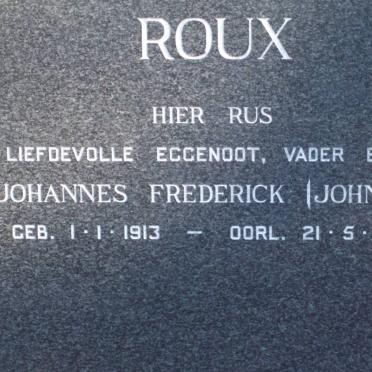 ROUX
HIER RUS
LIEFDEVOLLE EGGENOOT, VADER
JOHANNES FREDERICK (JOHN
GEB. 1·1·1913 — OORL. 21·5·